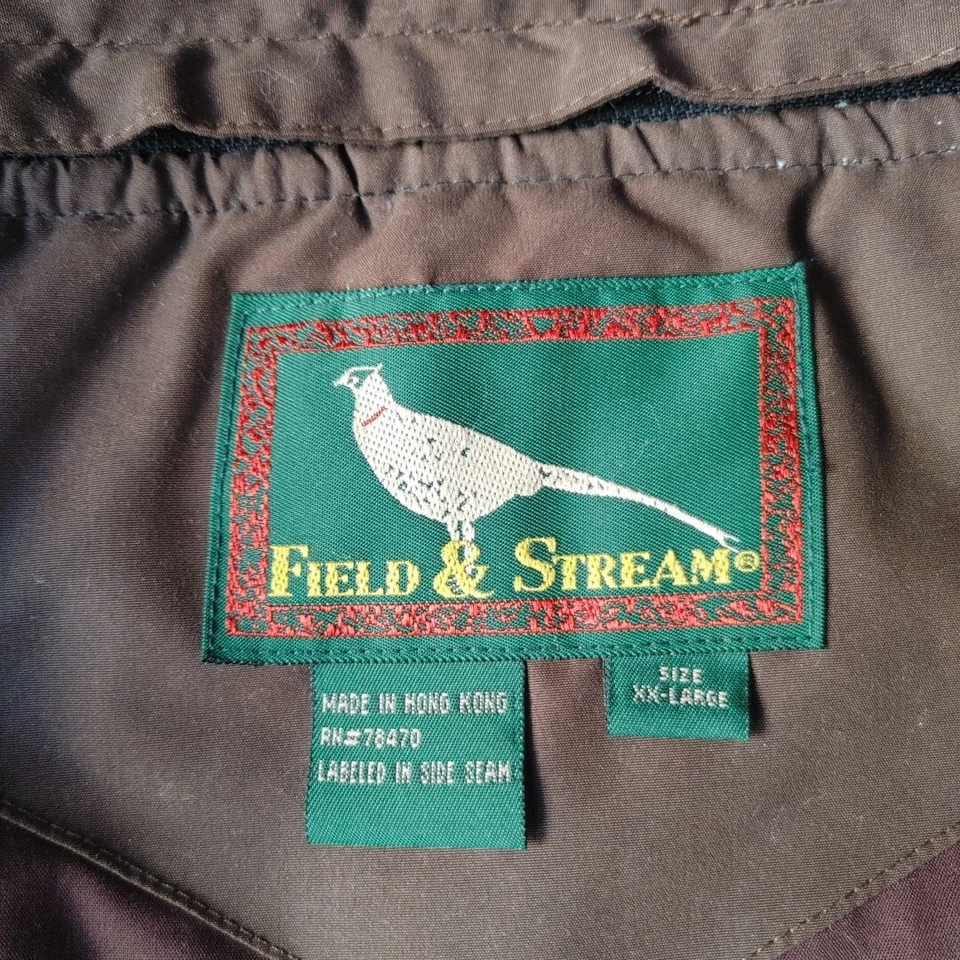 FIELD & STREAM®
MADE IN HONG KONG
RN#78470
LABELED IN SIDE SEAM
SIZE
XX-LARGE